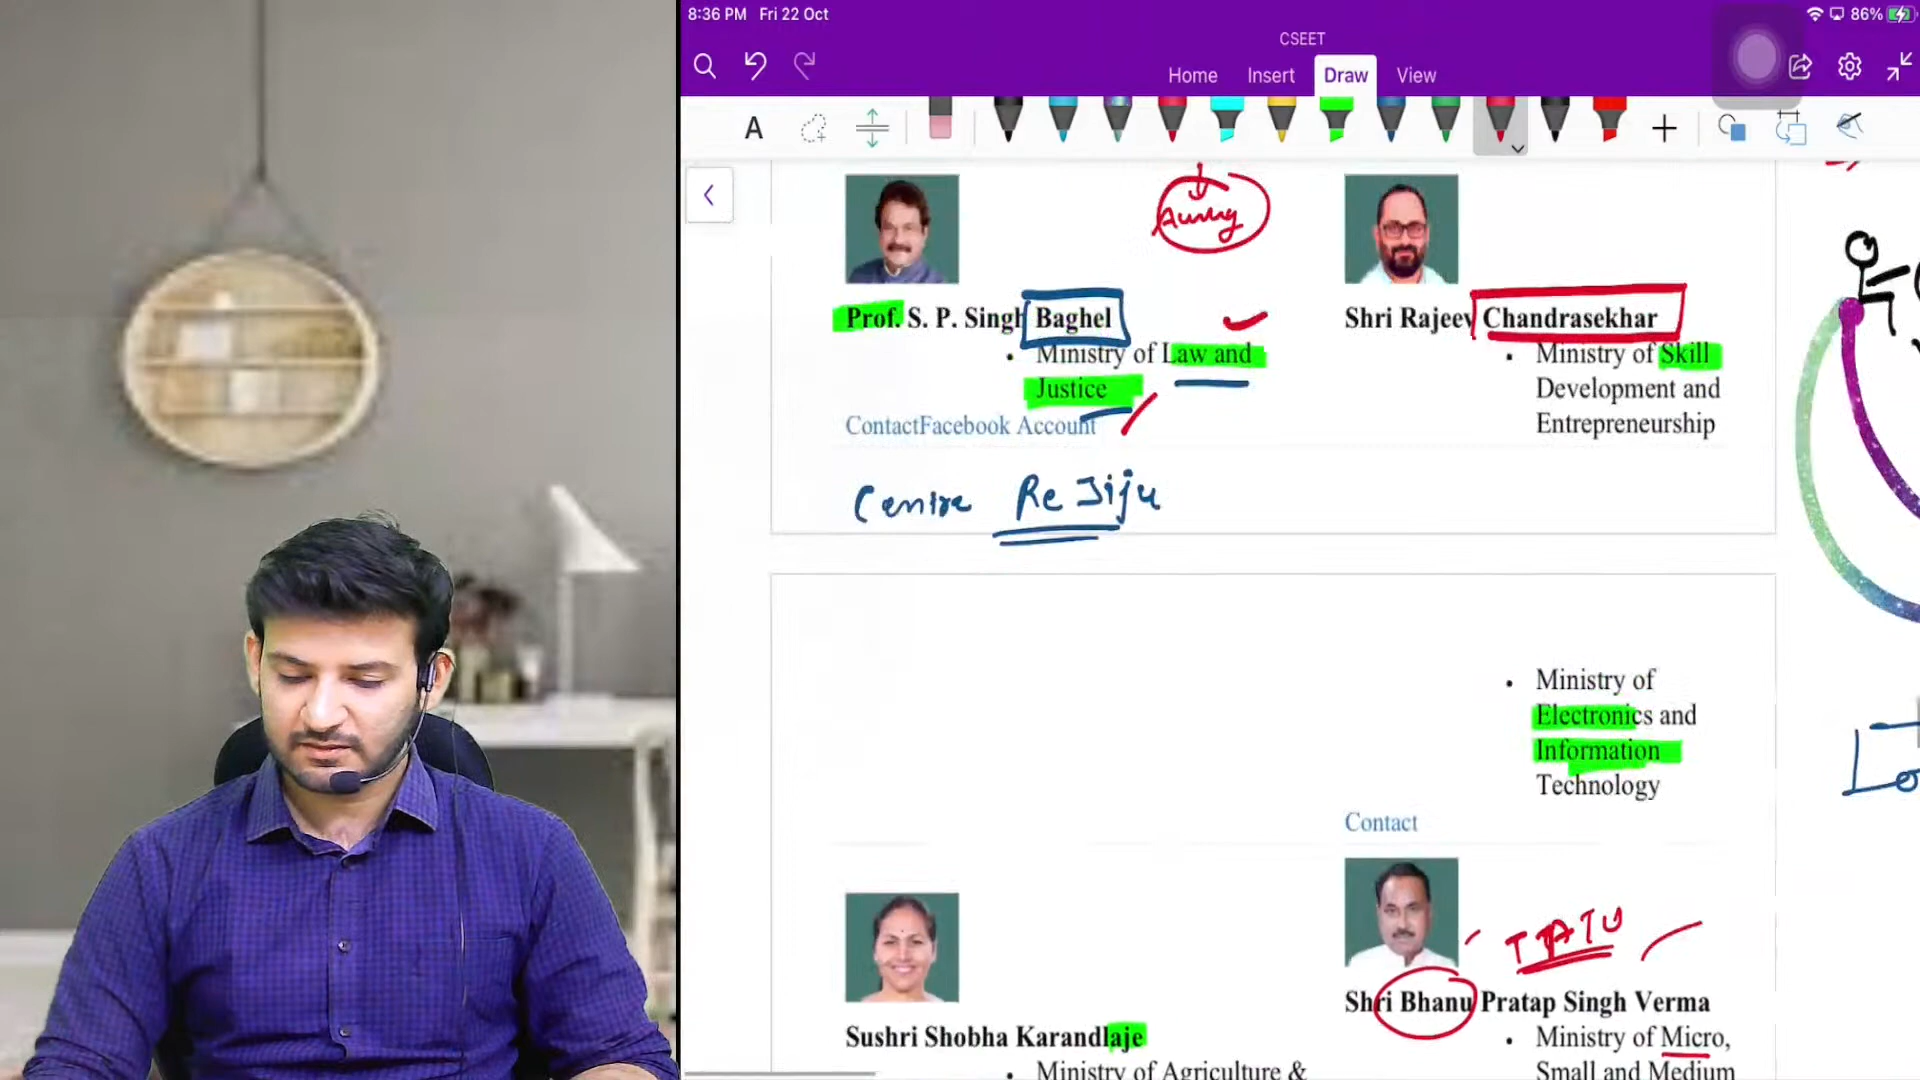 8:36 PM Fri 22 Oct
86%
CSEET
Home Insert Draw View
A
Prof. S. P. Singh Baghel
Ministry of Law and
Justice
ContactFacebook Account
Centre Rejiju
Shri Rajeev Chandrasekhar
Ministry of Skill
Development and
Entrepreneurship
Ministry of
Electronics and
Information
Technology
Contact
Sushri Shobha Karandlaje
Ministry of Agriculture &
TATU
Shri Bhanu Pratap Singh Verma
Ministry of Micro,
Small and Medium